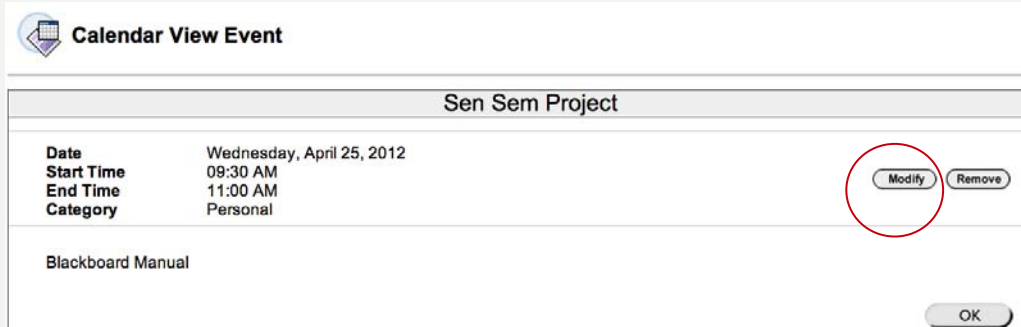 Calendar View Event
Sen Sem Project
Date Wednesday, April 25, 2012
Start Time 09:30 AM
End Time 11:00 AM
Category Personal
Modify Remove
Blackboard Manual
OK